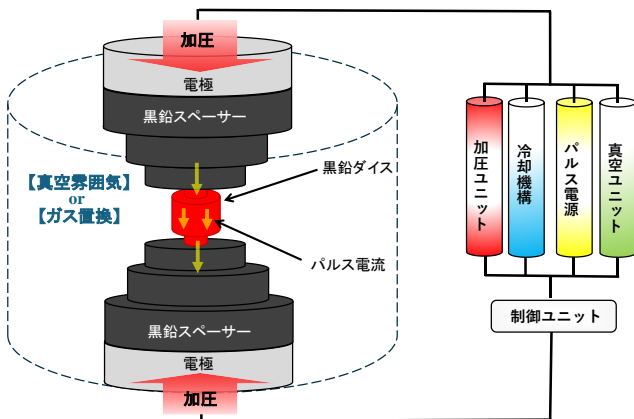 加圧
電極
黒鉛スペーサー
【真空雰囲気】
or
【ガス置換】
黒鉛ダイス
パルス電流
黒鉛スペーサー
電極
加圧
加圧ユニット
冷却機構
パルス電源
真空ユニット
制御ユニット